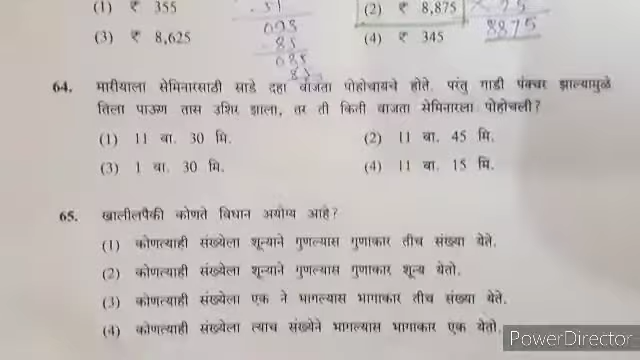 (1) ₹ 355
(2) ₹ 8,875
(3) ₹ 8,625
(4) ₹ 345
8875
64. मारीयाला सेमिनारसाठी साडे दहा वाजता पोहोचायचे होते. परंतु गाडी पंक्चर झाल्यामुळे
तिला पाऊण तास उशिर झाला, तर ती किती वाजता सेमिनारला पोहोचली?
(1) 11 वा. 30 मि.
(2) 11 वा. 45 मि.
(3) 1 वा. 30 मि.
(4) 11 वा. 15 मि.
65. खालीलपैकी कोणते विधान अयोग्य आहे?
(1) कोणत्याही संख्येला शून्याने गुणल्यास गुणाकार तीच संख्या येते.
(2) कोणत्याही संख्येला शून्याने गुणल्यास गुणाकार शून्य येतो.
(3) कोणत्याही संख्येला एक ने भागल्यास भागाकार तीच संख्या येते.
(4) कोणत्याही संख्येला त्याच संख्येने भागल्यास भागाकार एक येतो.
PowerDirector